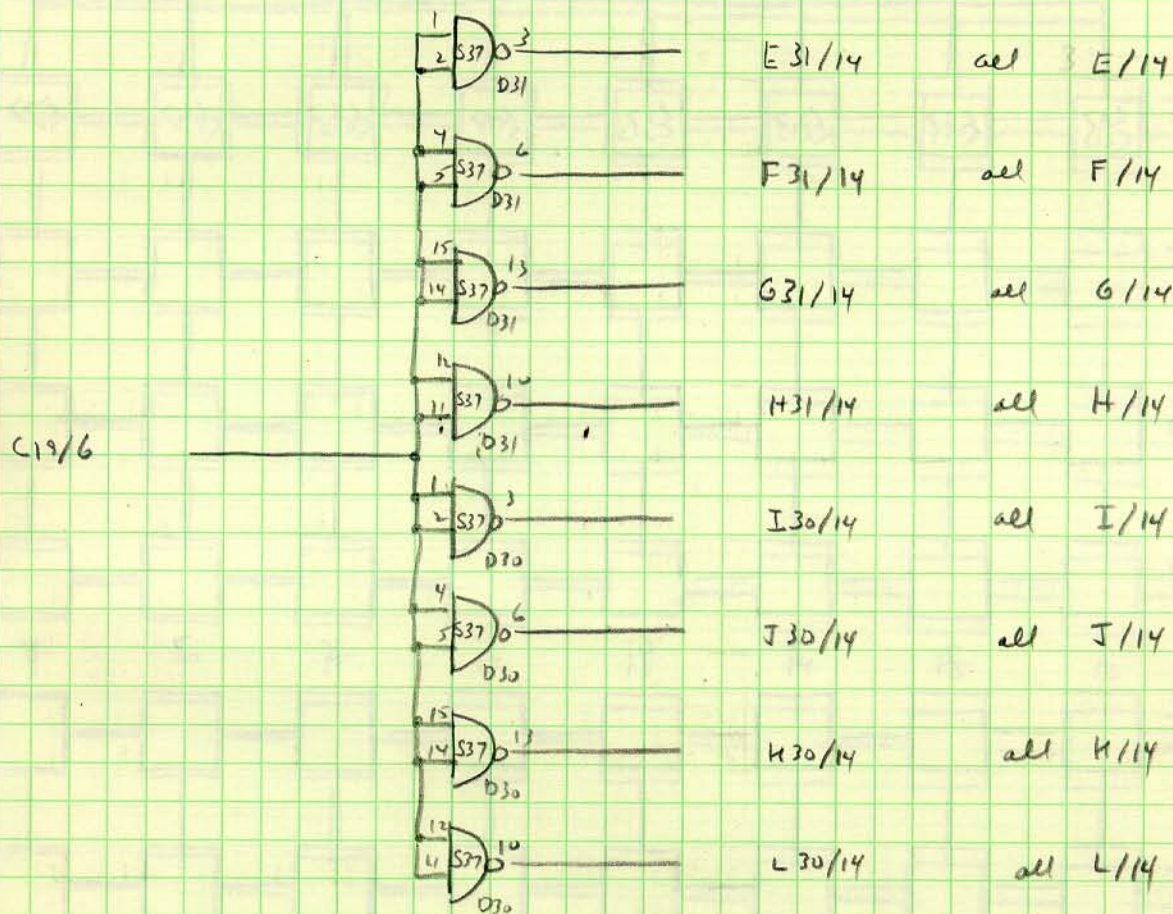 1 2 S37 3 D31 E31/14 all E/14
4 5 S37 6 D31 F31/14 all F/14
15 14 S37 13 D31 G31/14 all G/14
12 11 S37 10 D31 H31/14 all H/14
C19/6
1 2 S37 3 D30 I30/14 all I/14
4 5 S37 6 D30 J30/14 all J/14
15 14 S37 13 D30 H30/14 all H/14
12 11 S37 10 D30 L30/14 all L/14